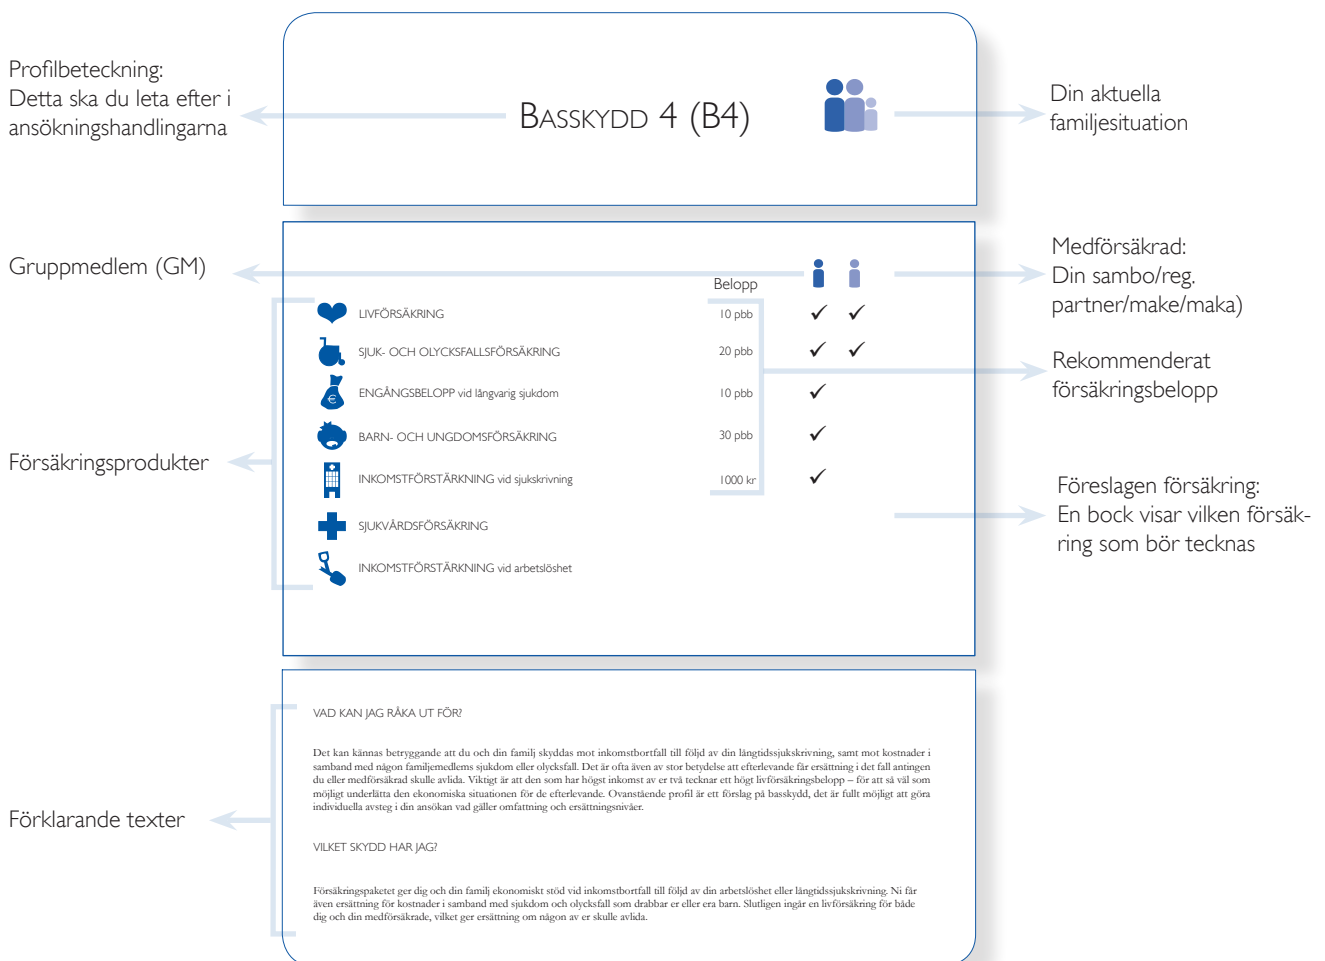 Profilbeteckning:
Detta ska du leta efter i
ansökningshandlingarna
BASSKYDD 4 (B4)
Din aktuella
familjesituation
Gruppmedlem (GM)
Medförsäkrad:
Din sambo/reg.
partner/make/maka)
Belopp
LIVFÖRSÄKRING 10 pbb ✓ ✓
SJUK- OCH OLYCKSFALLSFÖRSÄKRING 20 pbb ✓ ✓
Rekommenderat
försäkringsbelopp
€
ENGÅNGSBELOPP vid långvarig sjukdom 10 pbb ✓
BARN- OCH UNGDOMSFÖRSÄKRING 30 pbb ✓
Försäkringsprodukter
INKOMSTFÖRSTÄRKNING vid sjukskrivning 1000 kr ✓
SJUKVÅRDSFÖRSÄKRING
INKOMSTFÖRSTÄRKNING vid arbetslöshet
Föreslagen försäkring:
En bock visar vilken försäk-
ring som bör tecknas
VAD KAN JAG RÅKA UT FÖR?
Det kan kännas betryggande att du och din familj skyddas mot inkomstbortfall till följd av din långtidssjukskrivning, samt mot kostnader i
samband med någon familjemedlems sjukdom eller olycksfall. Det är ofta även av stor betydelse att efterlevande får ersättning i det fall antingen
du eller medförsäkrad skulle avlida. Viktigt är att den som har högst inkomst av er två tecknar ett högt livförsäkringsbelopp – för att så väl som
möjligt underlätta den ekonomiska situationen för de efterlevande. Ovanstående profil är ett förslag på basskydd, det är fullt möjligt att göra
individuella avsteg i din ansökan vad gäller omfattning och ersättningsnivåer.
Förklarande texter
VILKET SKYDD HAR JAG?
Försäkringspaketet ger dig och din familj ekonomiskt stöd vid inkomstbortfall till följd av din arbetslöshet eller långtidssjukskrivning. Ni får
även ersättning för kostnader i samband med sjukdom och olycksfall som drabbar er eller era barn. Slutligen ingår en livförsäkring för både
dig och din medförsäkrade, vilket ger ersättning om någon av er skulle avlida.